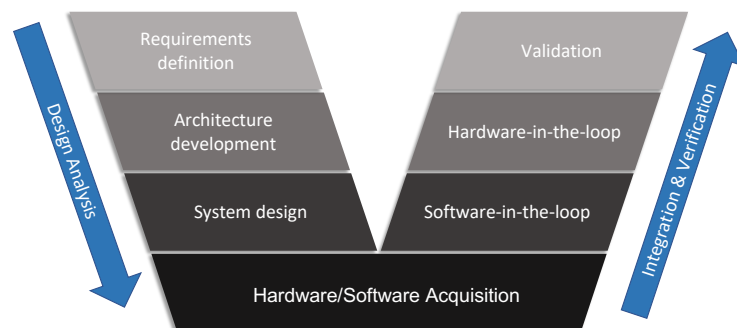 Requirements
definition
Validation
Architecture
development
Hardware-in-the-loop
System design
Software-in-the-loop
Hardware/Software Acquisition
Design Analysis
Integration & Verification